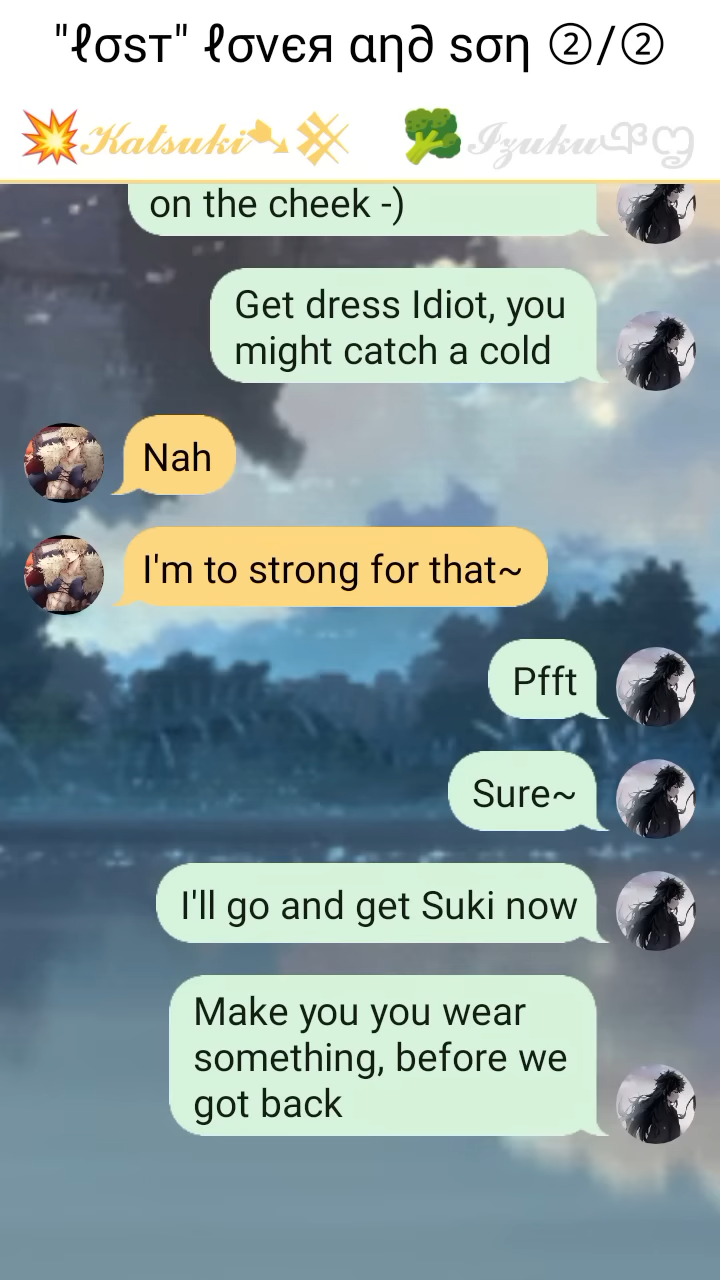 "ℓσѕт" ℓσνєя αη∂ ѕση ②/②
💥𝓚𝓪𝓽𝓼𝓾𝓴𝓲 🥦𝓘𝔃𝓾𝓴𝓾
on the cheek -)
Get dress Idiot, you
might catch a cold
Nah
I'm to strong for that~
Pfft
Sure~
I'll go and get Suki now
Make you you wear
something, before we
got back